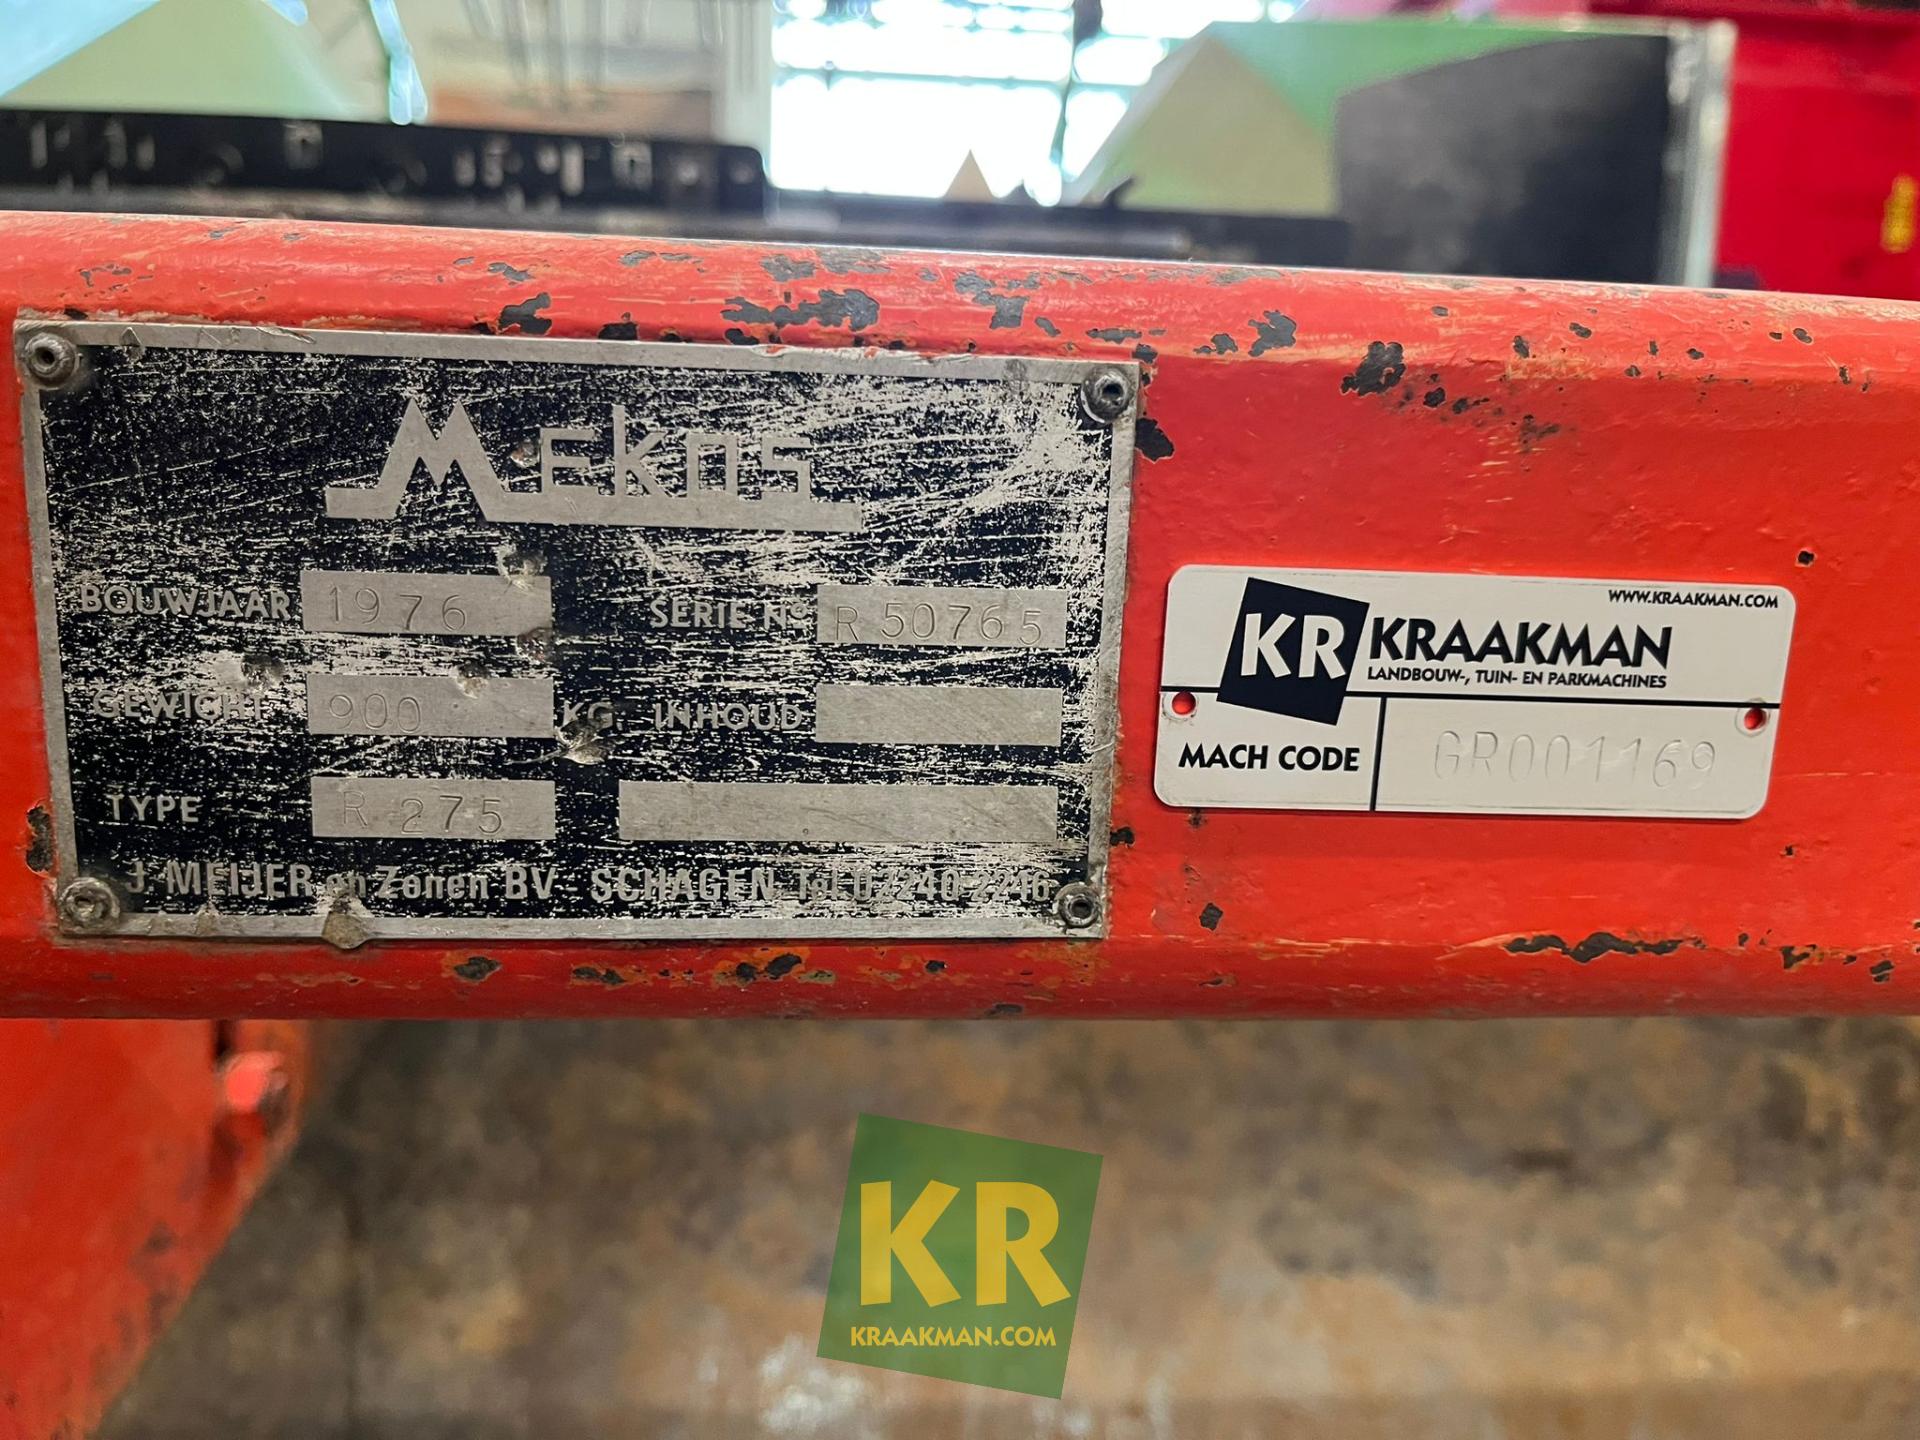 Mekos
BOUWJAAR 1976 SERIE Nº R 50765
GEWICHT 900 KG. INHOUD
TYPE R 275
J. MEIJER en Zonen BV - SCHAGEN Tel. 02240-2246
WWW.KRAAKMAN.COM
KR KRAAKMAN
LANDBOUW-, TUIN- EN PARKMACHINES
MACH CODE GR001169
KR
KRAAKMAN.COM